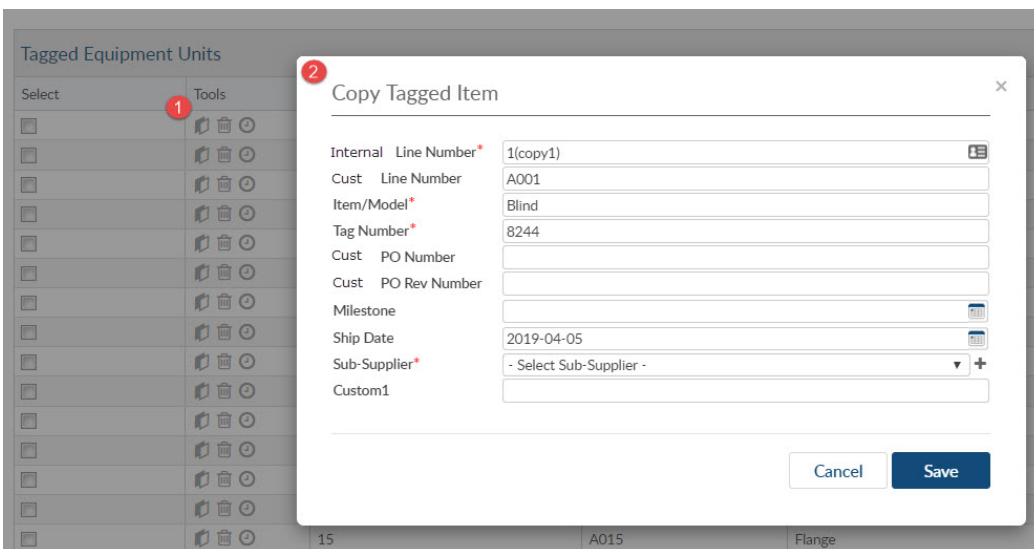 Tagged Equipment Units
Select Tools
1
2
Copy Tagged Item
×
Internal Line Number* 1(copy1)
Cust Line Number A001
Item/Model* Blind
Tag Number* 8244
Cust PO Number
Cust PO Rev Number
Milestone
Ship Date 2019-04-05
Sub-Supplier* - Select Sub-Supplier -
Custom1
Cancel Save
15 A015 Flange